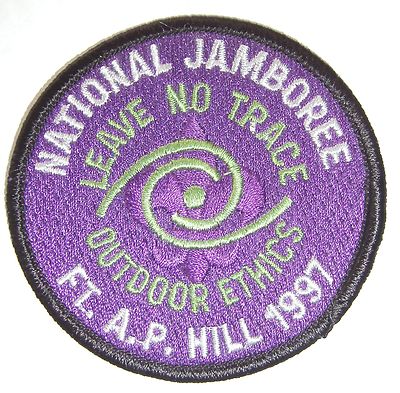 NATIONAL JAMBOREE
LEAVE NO TRACE
OUTDOOR ETHICS
FT. A.P. HILL 1997